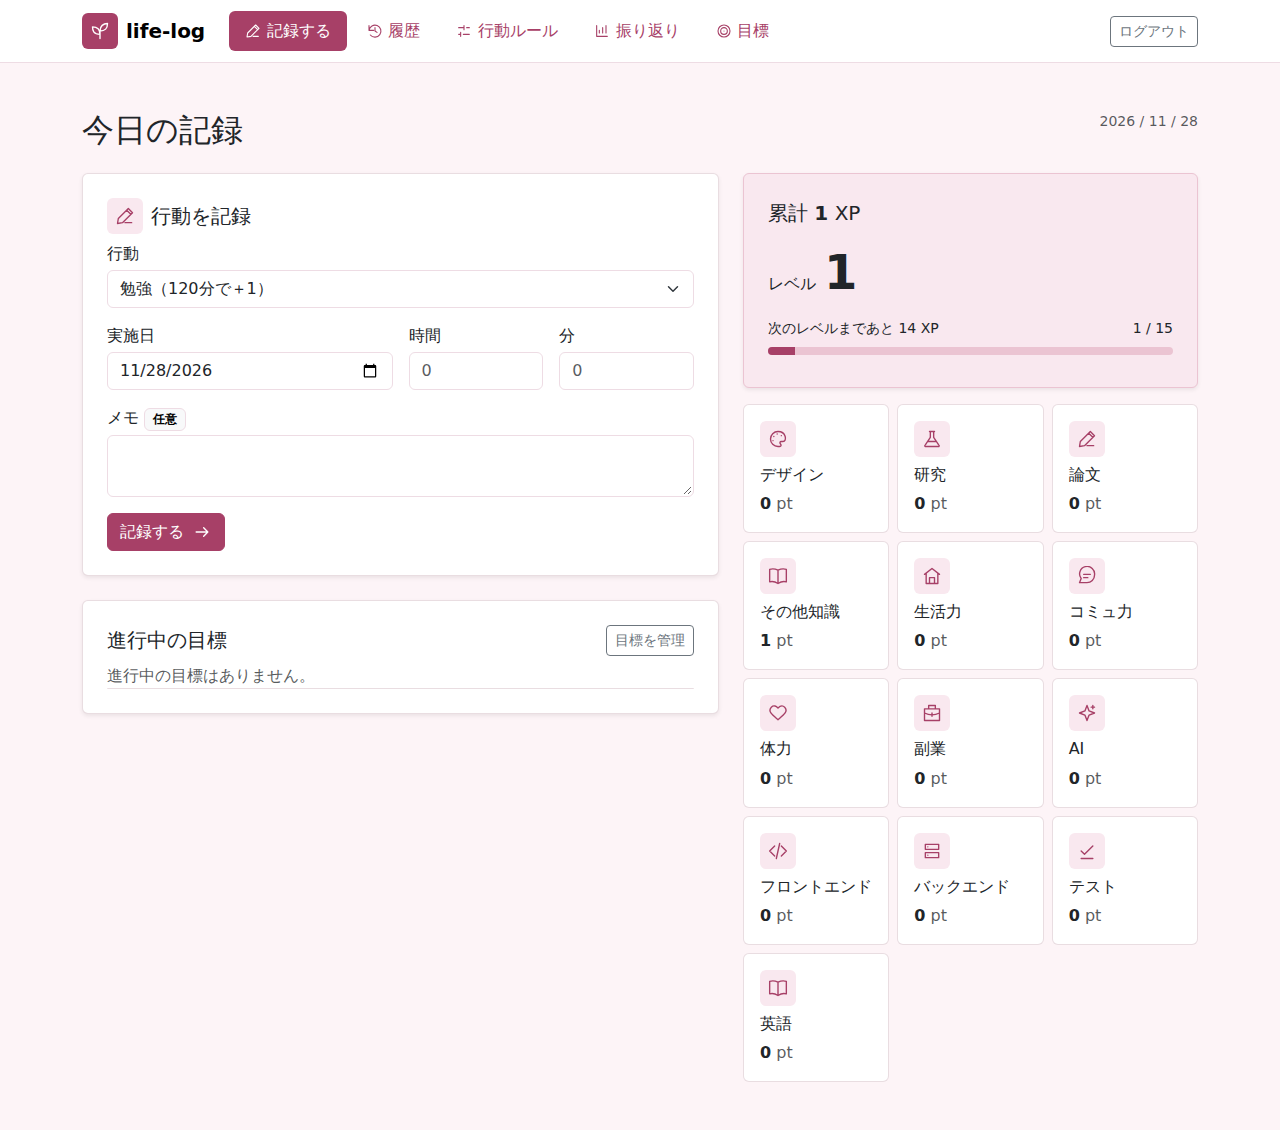 life-log 記録する 履歴 行動ルール 振り返り 目標 ログアウト
今日の記録
2026 / 11 / 28
行動を記録
行動
勉強（120分で＋1）
実施日 時間 分
11/28/2026 0 0
メモ 任意
記録する
進行中の目標 目標を管理
進行中の目標はありません。
累計 1 XP
レベル 1
次のレベルまであと 14 XP 1 / 15
デザイン 研究 論文
0 pt 0 pt 0 pt
その他知識 生活力 コミュ力
1 pt 0 pt 0 pt
体力 副業 AI
0 pt 0 pt 0 pt
フロントエンド バックエンド テスト
0 pt 0 pt 0 pt
英語
0 pt